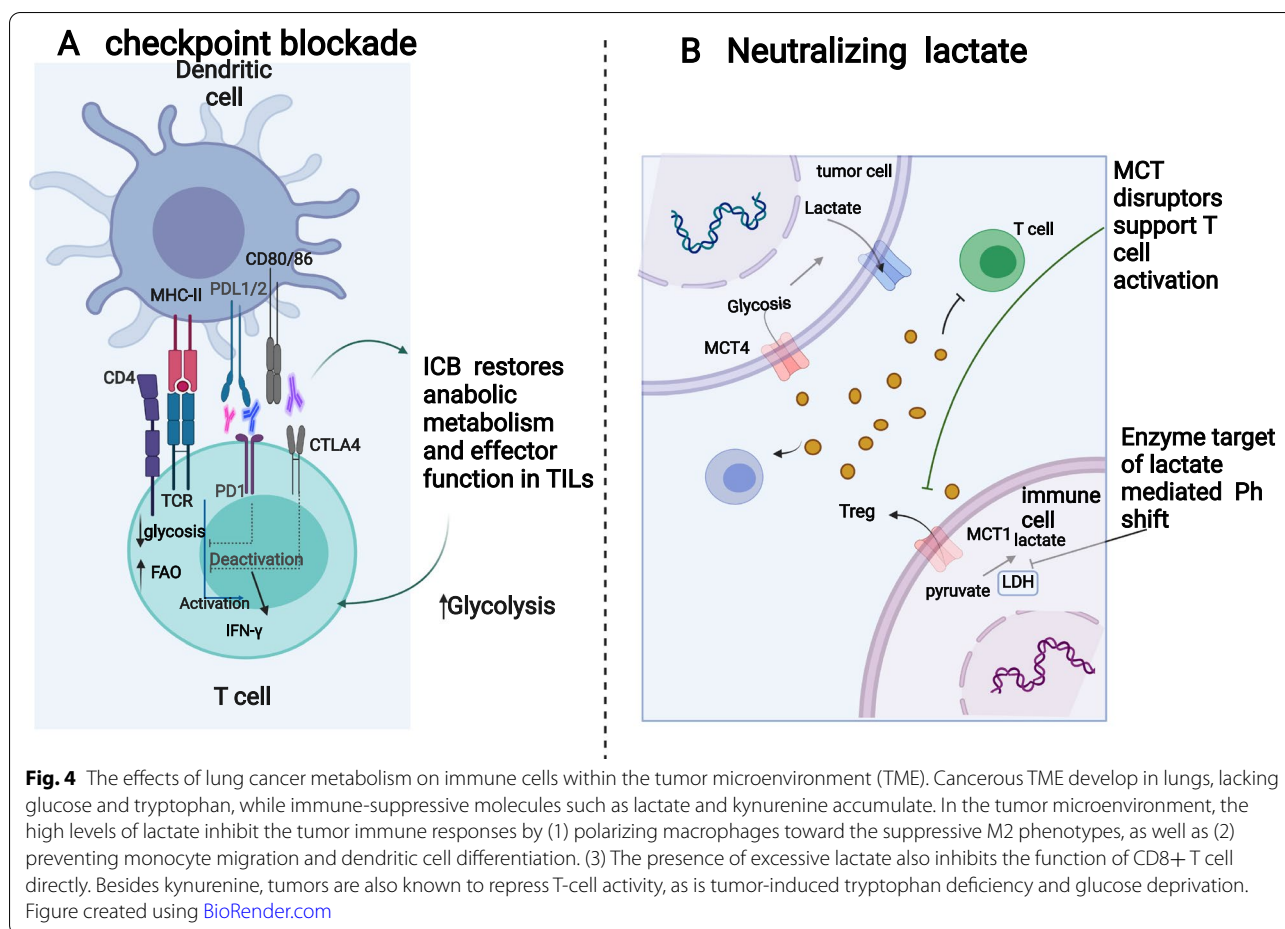 A checkpoint blockade
Dendritic
cell
CD80/86
MHC-II
PDL1/2
CD4
CTLA4
TCR
PD1
glycosis
Deactivation
FAO
Activation
IFN-γ
T cell
ICB restores
anabolic
metabolism
and effector
function in TILs
Glycolysis
B Neutralizing lactate
tumor cell
Lactate
T cell
Glycosis
MCT4
MCT
disruptors
support T
cell
activation
Enzyme target
of lactate
mediated Ph
shift
Treg
immune
cell
MCT1
lactate
pyruvate
LDH
Fig. 4 The effects of lung cancer metabolism on immune cells within the tumor microenvironment (TME). Cancerous TME develop in lungs, lacking
glucose and tryptophan, while immune-suppressive molecules such as lactate and kynurenine accumulate. In the tumor microenvironment, the
high levels of lactate inhibit the tumor immune responses by (1) polarizing macrophages toward the suppressive M2 phenotypes, as well as (2)
preventing monocyte migration and dendritic cell differentiation. (3) The presence of excessive lactate also inhibits the function of CD8+ T cell
directly. Besides kynurenine, tumors are also known to repress T-cell activity, as is tumor-induced tryptophan deficiency and glucose deprivation.
Figure created using BioRender.com